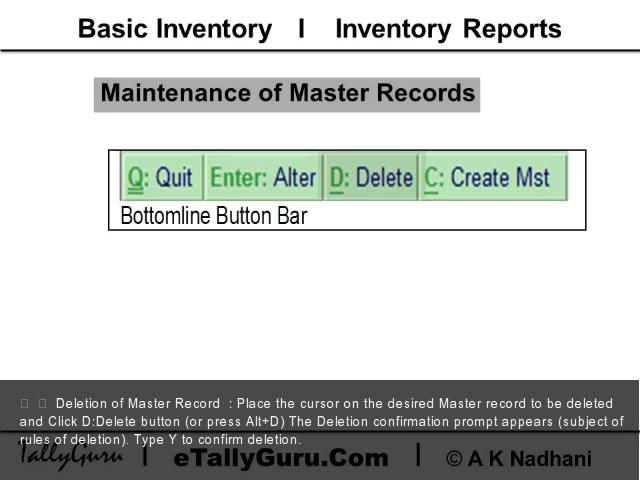 Basic Inventory I Inventory Reports
Maintenance of Master Records
Q: Quit Enter: Alter D: Delete C: Create Mst
Bottomline Button Bar
Deletion of Master Record : Place the cursor on the desired Master record to be deleted
and Click D:Delete button (or press Alt+D) The Deletion confirmation prompt appears (subject of
rules of deletion). Type Y to confirm deletion.
TallyGuru I eTallyGuru.Com I © A K Nadhani